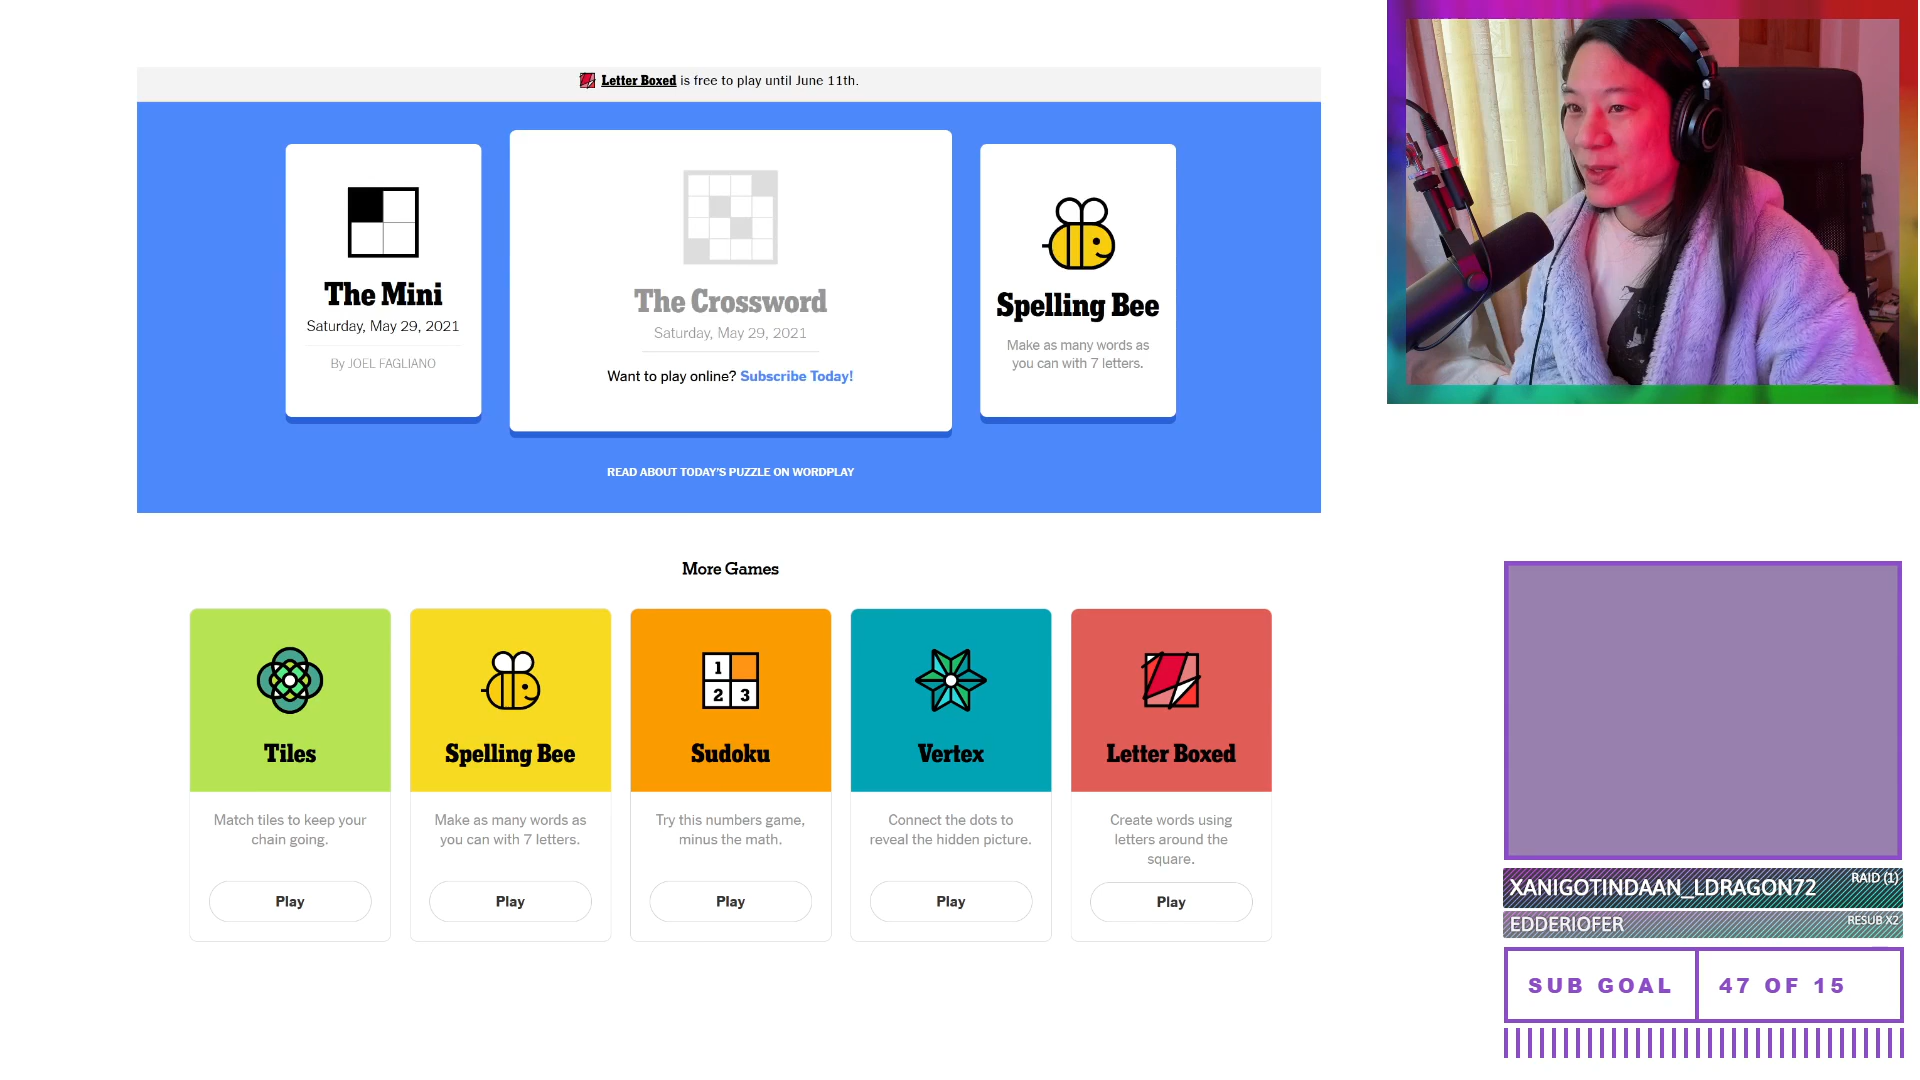 Letter Boxed is free to play until June 11th.
The Mini
Saturday, May 29, 2021
By JOEL FAGLIANO
The Crossword
Saturday, May 29, 2021
Want to play online? Subscribe Today!
Spelling Bee
Make as many words as
you can with 7 letters.
READ ABOUT TODAY'S PUZZLE ON WORDPLAY
More Games
1
2 3
Tiles
Match tiles to keep your
chain going.
Play
Spelling Bee
Make as many words as
you can with 7 letters.
Play
Sudoku
Try this numbers game,
minus the math.
Play
Vertex
Connect the dots to
reveal the hidden picture.
Play
Letter Boxed
Create words using
letters around the
square.
Play
XANIGOTINDAAN_LDRAGON72 RAID (1)
EDDERIOFER RESUB X2
SUB GOAL 47 OF 15